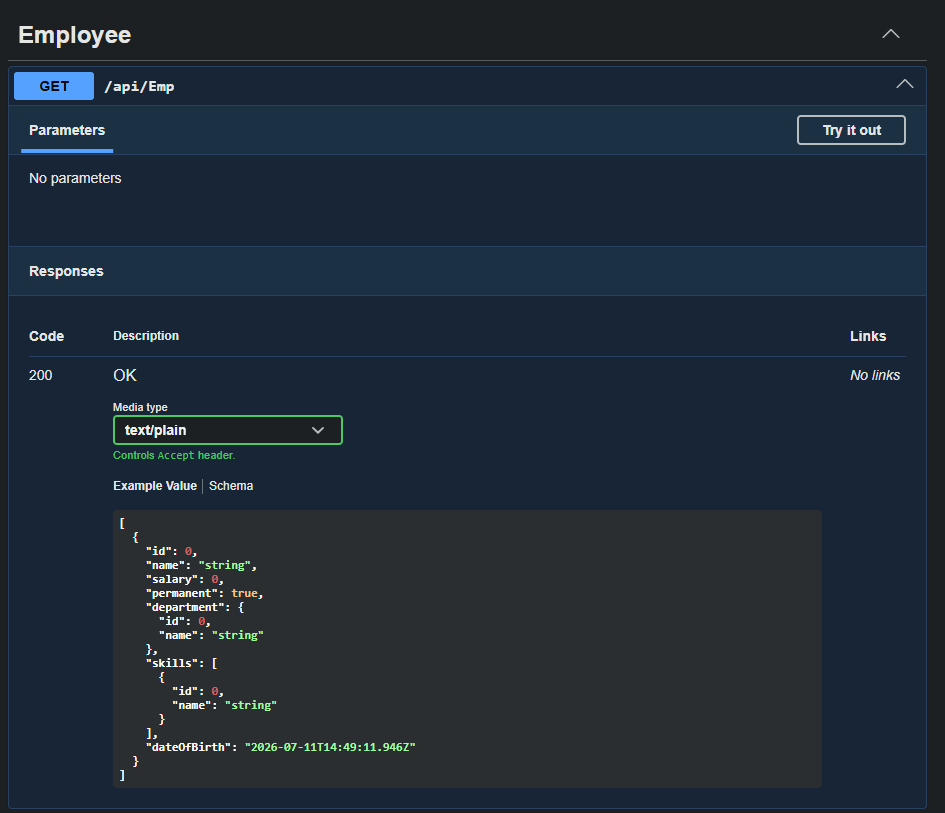 Employee
GET /api/Emp
Parameters Try it out
No parameters
Responses
Code Description Links
200 OK No links
Media type
text/plain
Controls Accept header.
Example Value Schema
[
  {
    "id": 0,
    "name": "string",
    "salary": 0,
    "permanent": true,
    "department": {
      "id": 0,
      "name": "string"
    },
    "skills": [
      {
        "id": 0,
        "name": "string"
      }
    ],
    "dateOfBirth": "2026-07-11T14:49:11.946Z"
  }
]